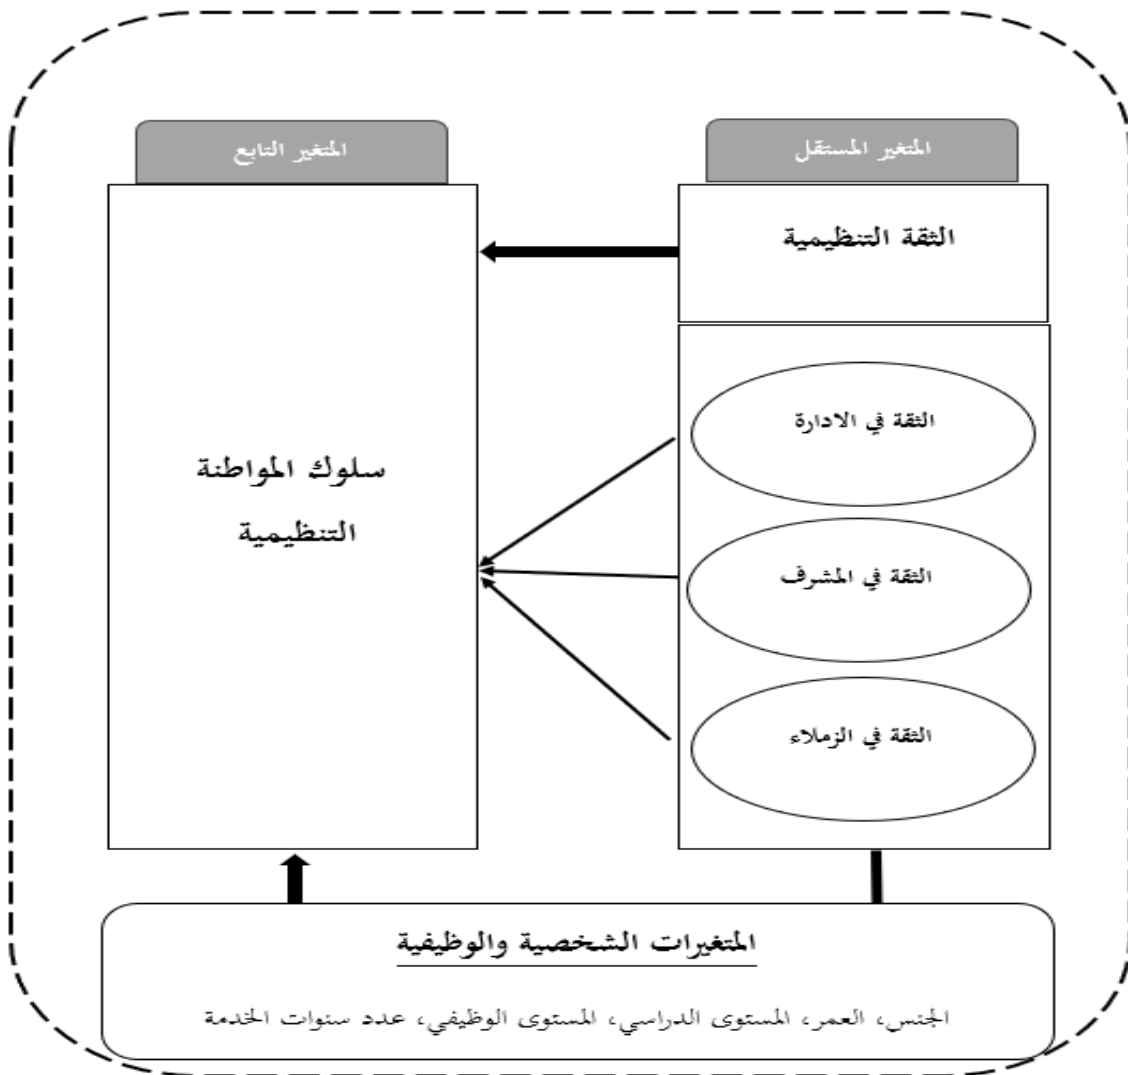 المتغير المستقل
المتغير التابع
الثقة التنظيمية
الثقة في الادارة
الثقة في المشرف
الثقة في الزملاء
سلوك المواطنة
التنظيمية
المتغيرات الشخصية والوظيفية
الجنس، العمر، المستوى الدراسي، المستوى الوظيفي، عدد سنوات الخدمة